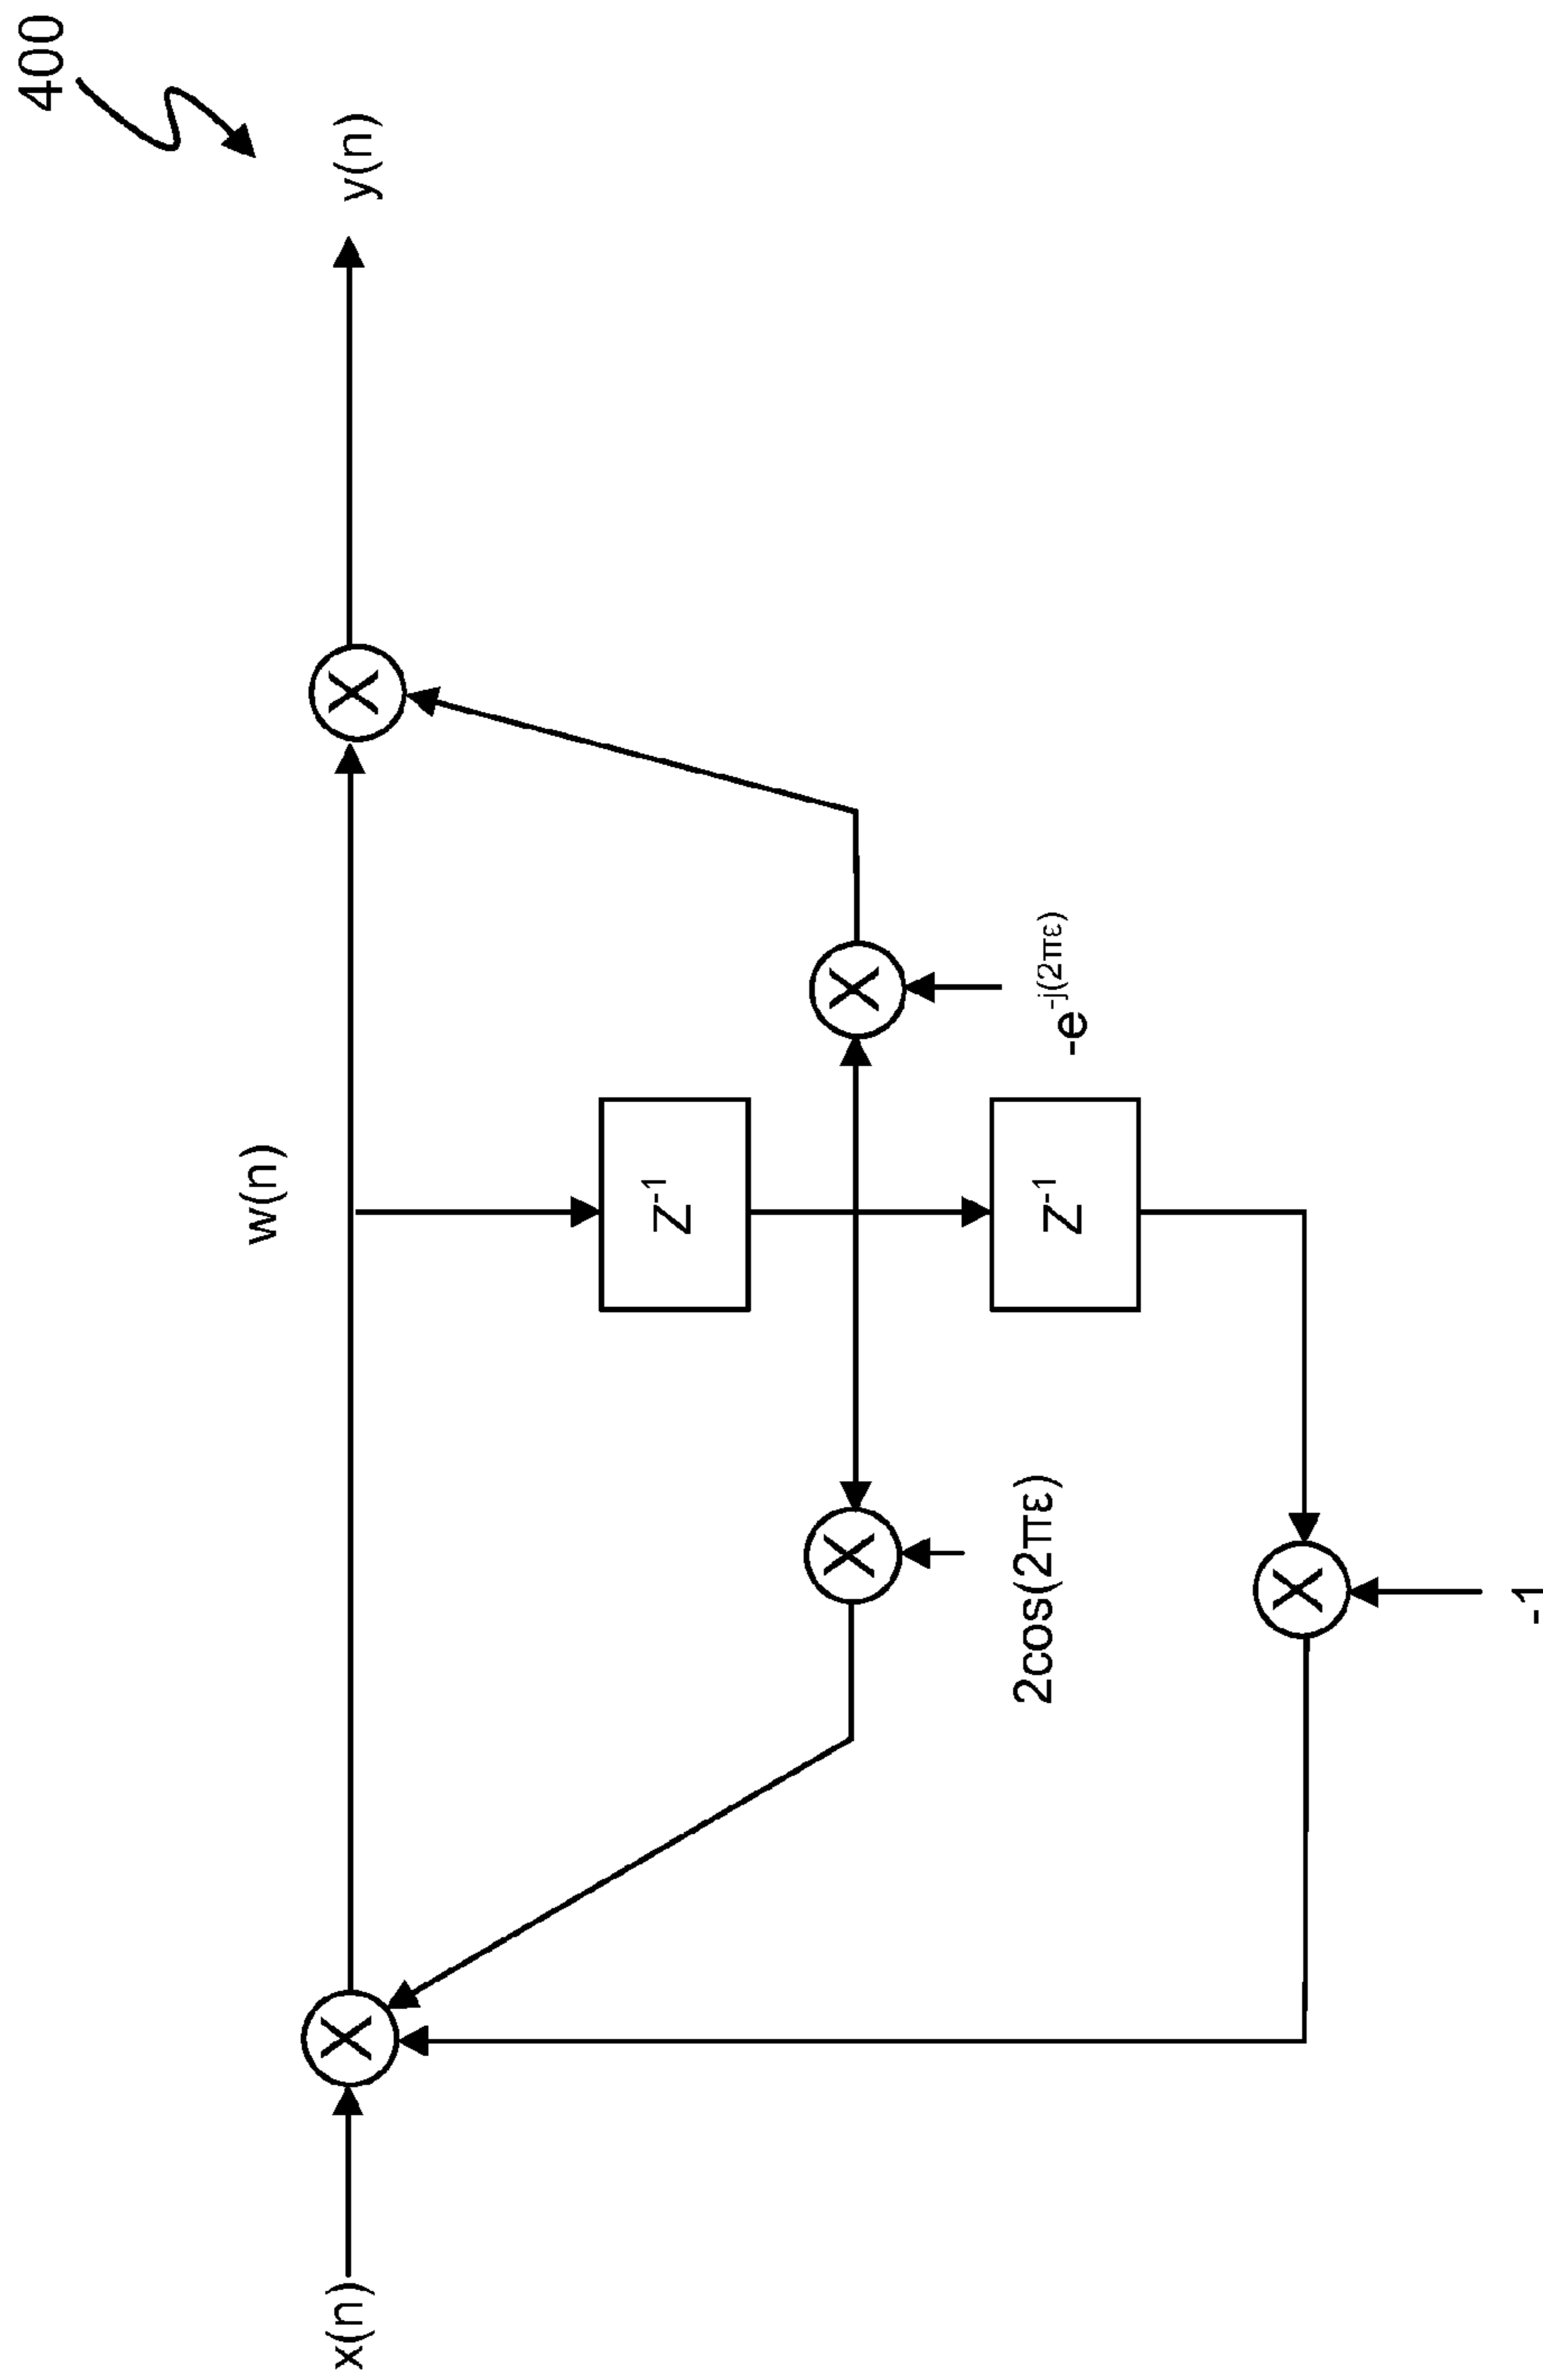 400
x(n)
w(n)
y(n)
X
X
Z⁻¹
X
X
2cos(2πε)
-e^-j(2πε)
Z⁻¹
X
-1